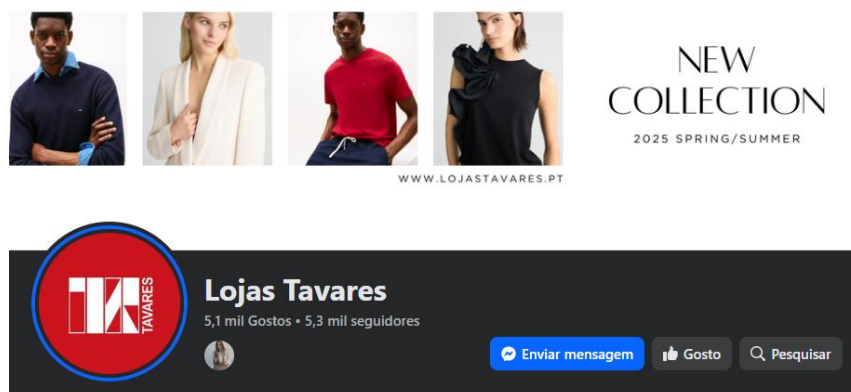 NEW
COLLECTION
2025 SPRING/SUMMER
WWW.LOJASTAVARES.PT
TAVARES
Lojas Tavares
5,1 mil Gostos • 5,3 mil seguidores
Enviar mensagem
Gosto
Pesquisar